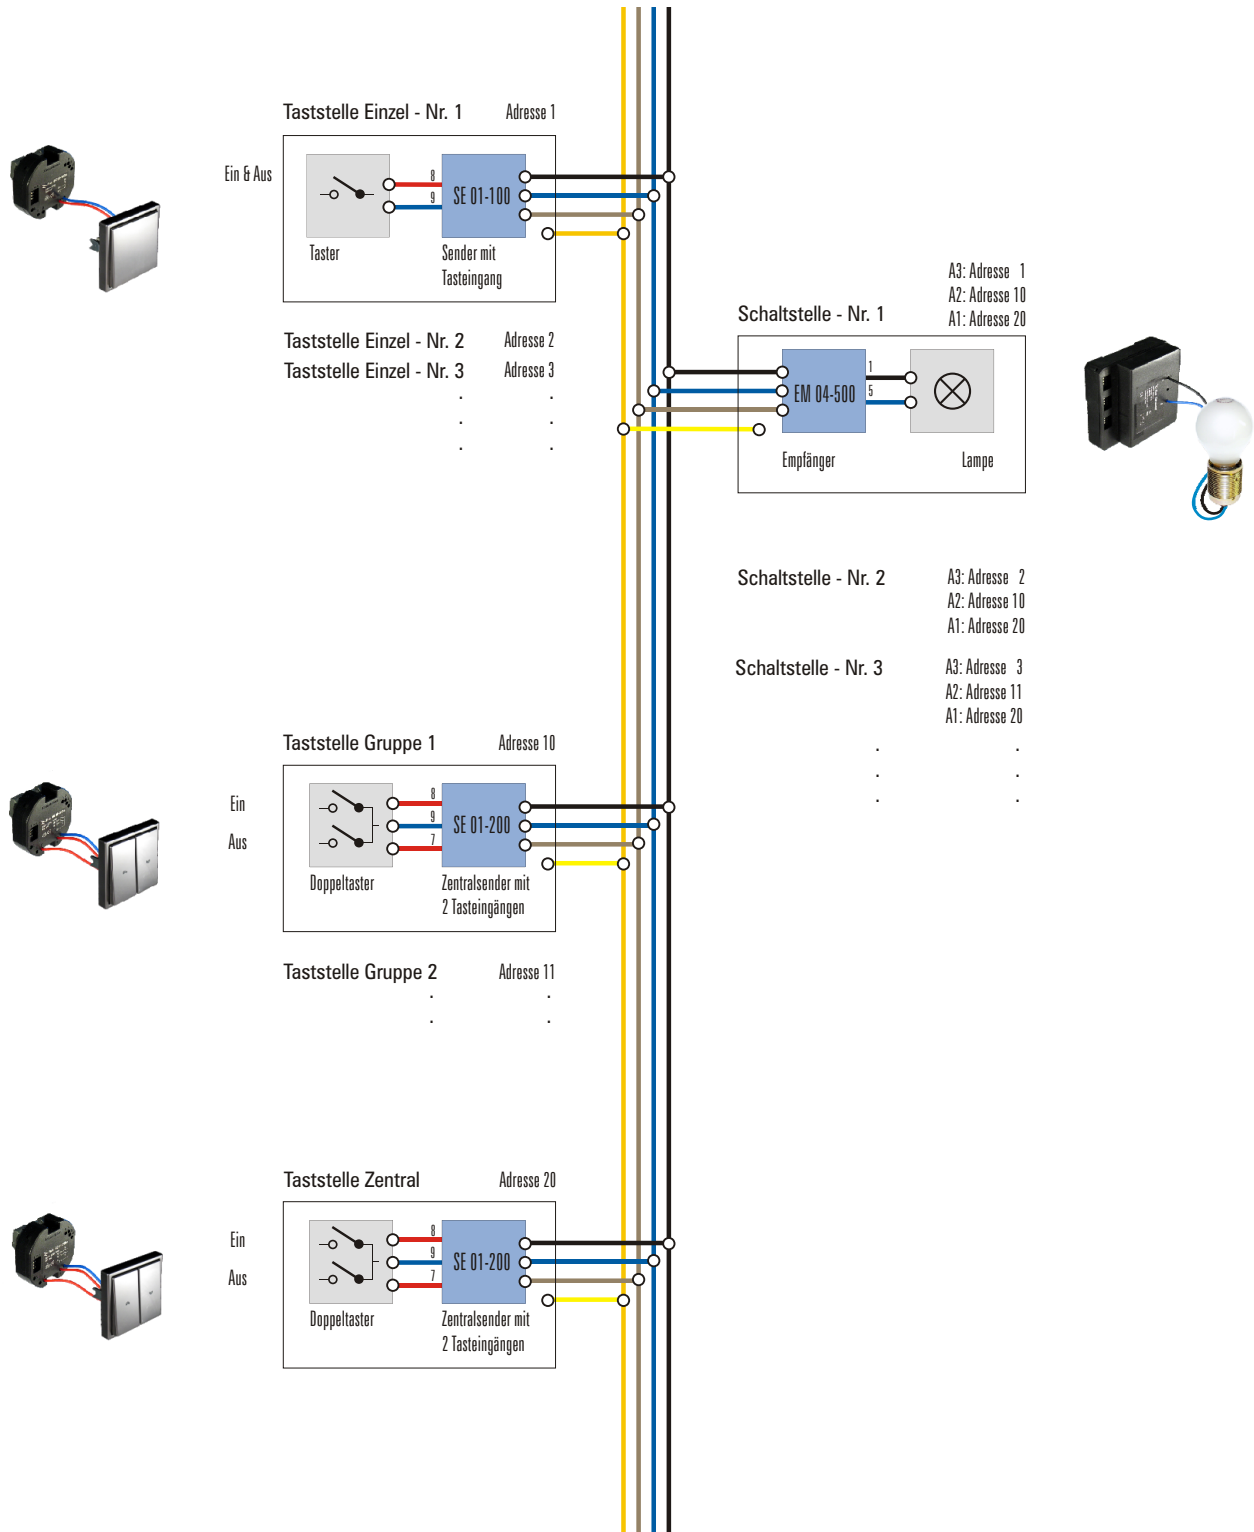 Taststelle Einzel - Nr. 1 Adresse 1
Ein & Aus
8
9
SE 01-100
Taster
Sender mit
Tasteingang
Taststelle Einzel - Nr. 2 Adresse 2
Taststelle Einzel - Nr. 3 Adresse 3
.
.
.
.
.
.
A3: Adresse 1
A2: Adresse 10
A1: Adresse 20
Schaltstelle - Nr. 1
EM 04-500
1
5
Empfänger
Lampe
Schaltstelle - Nr. 2
A3: Adresse 2
A2: Adresse 10
A1: Adresse 20
Schaltstelle - Nr. 3
A3: Adresse 3
A2: Adresse 11
A1: Adresse 20
.
.
.
.
.
.
Taststelle Gruppe 1 Adresse 10
Ein
Aus
8
9
7
SE 01-200
Doppeltaster
Zentralsender mit
2 Tasteingängen
Taststelle Gruppe 2 Adresse 11
.
.
.
.
Taststelle Zentral Adresse 20
Ein
Aus
8
9
7
SE 01-200
Doppeltaster
Zentralsender mit
2 Tasteingängen